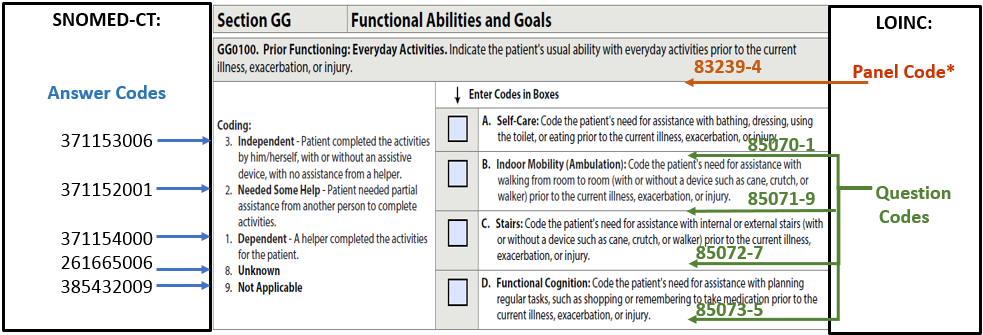 SNOMED-CT:
Answer Codes
371153006
371152001
371154000
261665006
385432009
Section GG
Functional Abilities and Goals
GG0100. Prior Functioning: Everyday Activities. Indicate the patient's usual ability with everyday activities prior to the current
illness, exacerbation, or injury.
83239-4
Coding:
3. Independent - Patient completed the activities
by him/herself, with or without an assistive
device, with no assistance from a helper.
2. Needed Some Help - Patient needed partial
assistance from another person to complete
activities.
1. Dependent - A helper completed the activities
for the patient.
8. Unknown
9. Not Applicable
↓ Enter Codes in Boxes
A. Self-Care: Code the patient's need for assistance with bathing, dressing, using
the toilet, or eating prior to the current illness, exacerbation, or injury.
85070-1
B. Indoor Mobility (Ambulation): Code the patient's need for assistance with
walking from room to room (with or without a device such as cane, crutch, or
walker) prior to the current illness, exacerbation, or injury.
85071-9
C. Stairs: Code the patient's need for assistance with internal or external stairs (with
or without a device such as cane, crutch, or walker) prior to the current illness,
exacerbation, or injury.
85072-7
D. Functional Cognition: Code the patient's need for assistance with planning
regular tasks, such as shopping or remembering to take medication prior to the
current illness, exacerbation, or injury.
85073-5
LOINC:
Panel Code*
Question
Codes